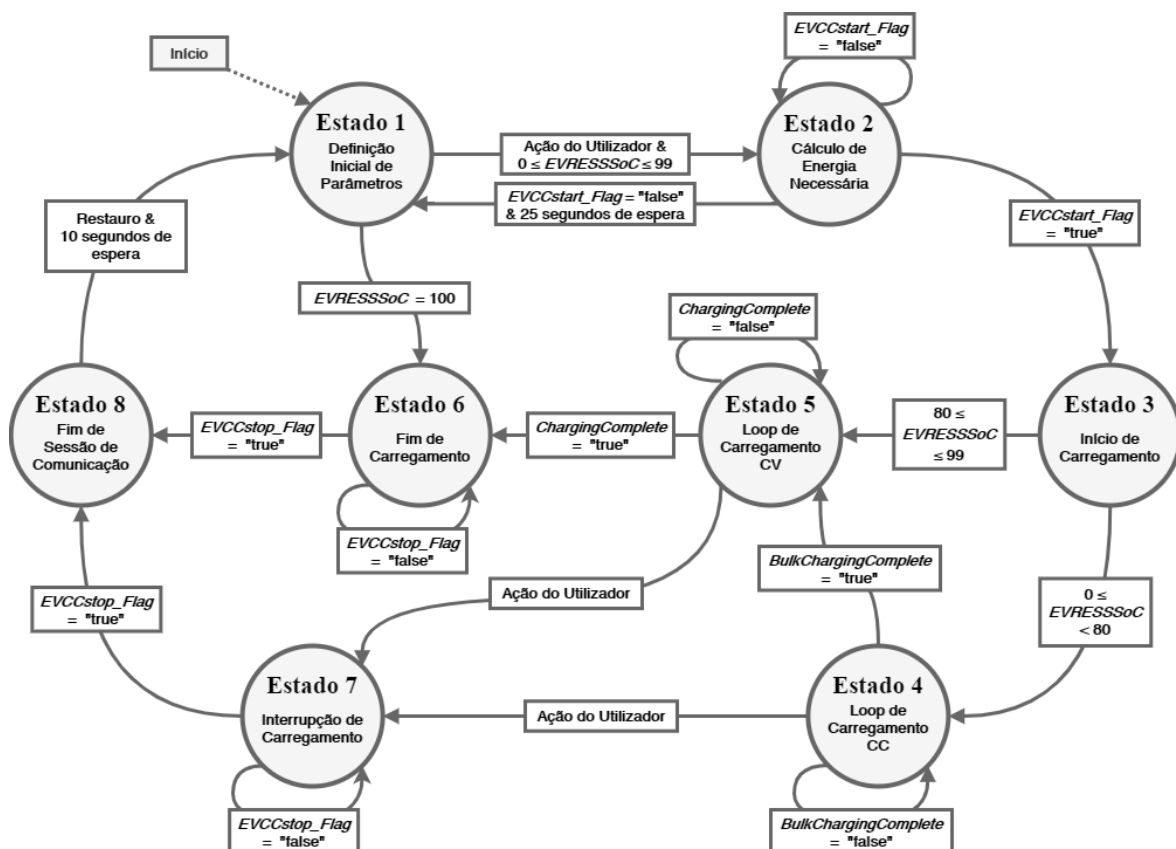 Início
EVCCstart_Flag
= "false"
Estado 1
Definição
Inicial de
Parâmetros
Ação do Utilizador &
0 ≤ EVRESSSoC ≤ 99
Estado 2
Cálculo de
Energia
Necessária
EVCCstart_Flag = "false"
& 25 segundos de espera
Restauro &
10 segundos de
espera
EVCCstart_Flag
= "true"
EVRESSSoC = 100
ChargingComplete
= "false"
Estado 8
Fim de
Sessão de
Comunicação
EVCCstop_Flag
= "true"
Estado 6
Fim de
Carregamento
ChargingComplete
= "true"
Estado 5
Loop de
Carregamento
CV
80 ≤
EVRESSSoC
≤ 99
Estado 3
Início de
Carregamento
EVCCstop_Flag
= "false"
BulkChargingComplete
= "true"
Ação do Utilizador
EVCCstop_Flag
= "true"
0 ≤
EVRESSSoC
< 80
Estado 7
Interrupção de
Carregamento
Ação do Utilizador
Estado 4
Loop de
Carregamento
CC
EVCCstop_Flag
= "false"
BulkChargingComplete
= "false"